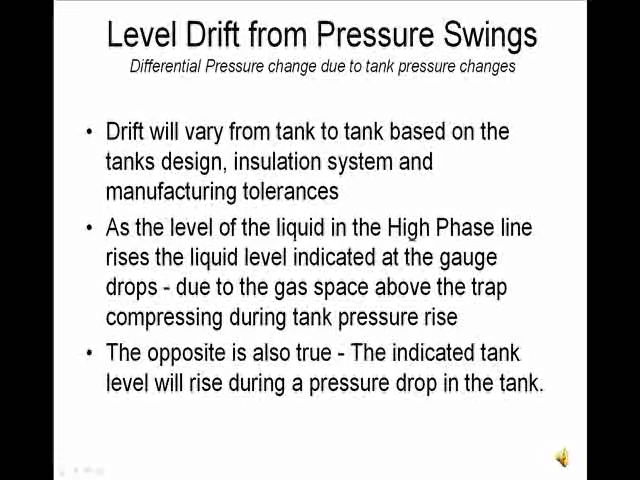 Level Drift from Pressure Swings
Differential Pressure change due to tank pressure changes
• Drift will vary from tank to tank based on the
tanks design, insulation system and
manufacturing tolerances
• As the level of the liquid in the High Phase line
rises the liquid level indicated at the gauge
drops - due to the gas space above the trap
compressing during tank pressure rise
• The opposite is also true - The indicated tank
level will rise during a pressure drop in the tank.